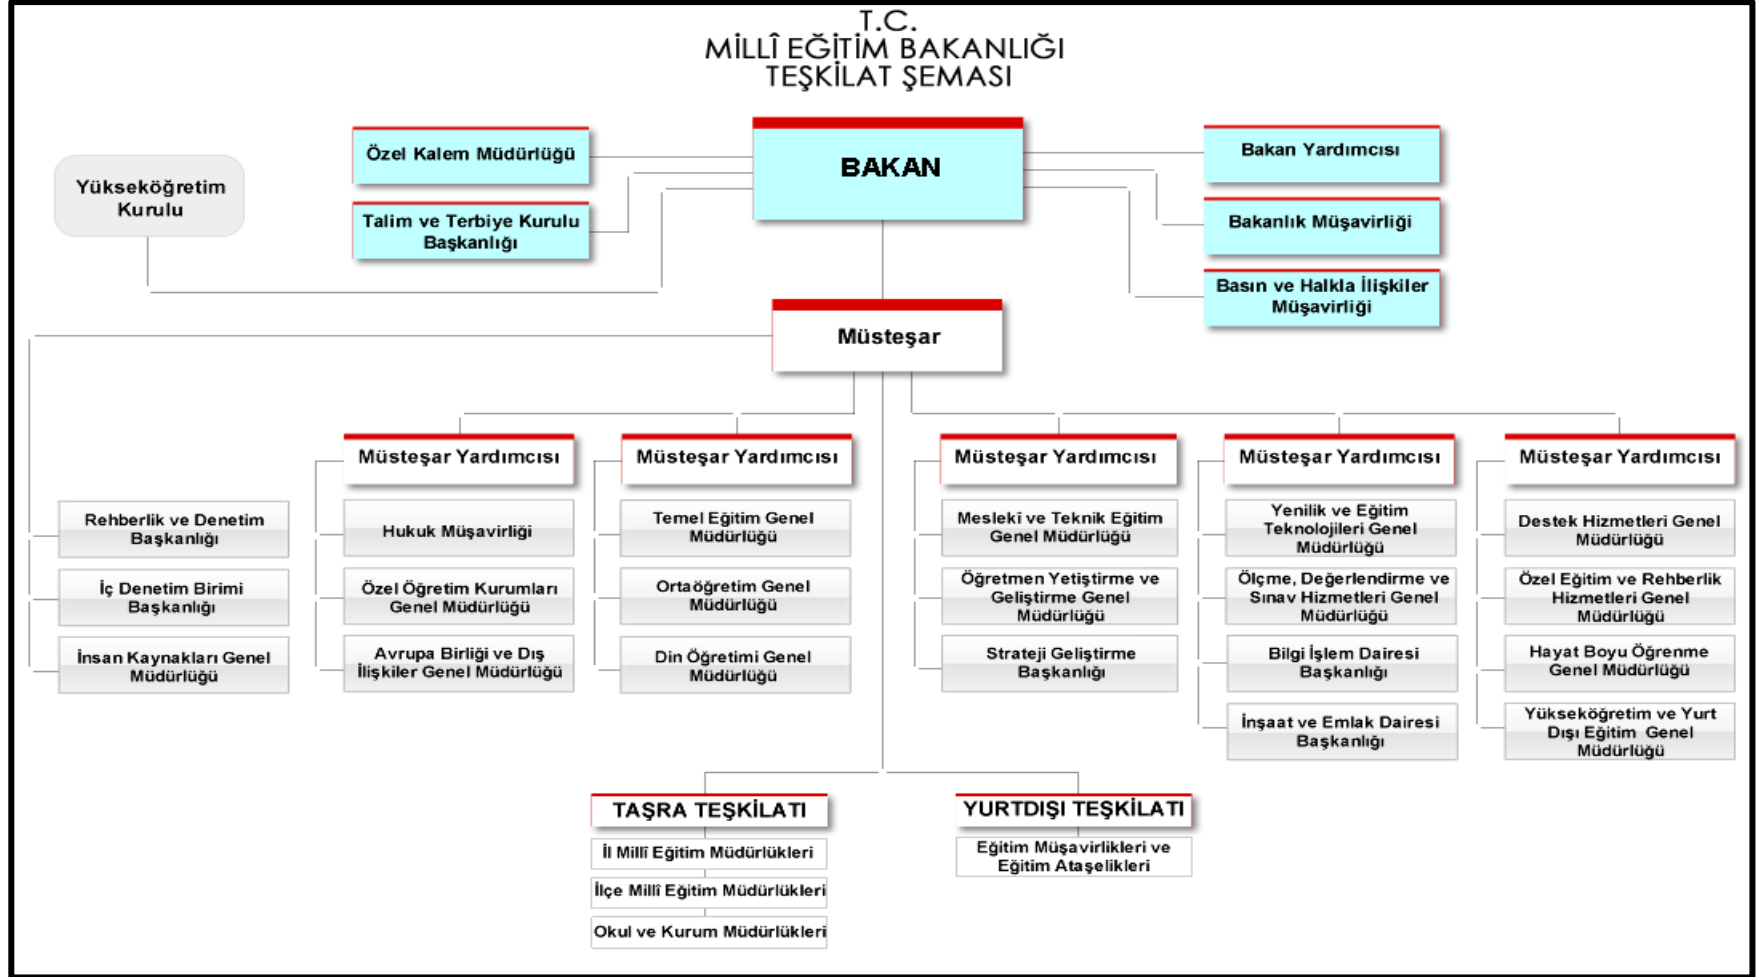 T.C.
MİLLÎ EĞİTİM BAKANLIĞI
TEŞKİLAT ŞEMASI
BAKAN
Özel Kalem Müdürlüğü
Talim ve Terbiye Kurulu
Başkanlığı
Yükseköğretim
Kurulu
Bakan Yardımcısı
Bakanlık Müşavirliği
Basın ve Halkla İlişkiler
Müşavirliği
Müsteşar
Rehberlik ve Denetim
Başkanlığı
İç Denetim Birimi
Başkanlığı
İnsan Kaynakları Genel
Müdürlüğü
Müsteşar Yardımcısı
Hukuk Müşavirliği
Özel Öğretim Kurumları
Genel Müdürlüğü
Avrupa Birliği ve Dış
İlişkiler Genel Müdürlüğü
Müsteşar Yardımcısı
Temel Eğitim Genel
Müdürlüğü
Ortaöğretim Genel
Müdürlüğü
Din Öğretimi Genel
Müdürlüğü
Müsteşar Yardımcısı
Meslekî ve Teknik Eğitim
Genel Müdürlüğü
Öğretmen Yetiştirme ve
Geliştirme Genel
Müdürlüğü
Strateji Geliştirme
Başkanlığı
Müsteşar Yardımcısı
Yenilik ve Eğitim
Teknolojileri Genel
Müdürlüğü
Ölçme, Değerlendirme ve
Sınav Hizmetleri Genel
Müdürlüğü
Bilgi İşlem Dairesi
Başkanlığı
İnşaat ve Emlak Dairesi
Başkanlığı
Müsteşar Yardımcısı
Destek Hizmetleri Genel
Müdürlüğü
Özel Eğitim ve Rehberlik
Hizmetleri Genel
Müdürlüğü
Hayat Boyu Öğrenme
Genel Müdürlüğü
Yükseköğretim ve Yurt
Dışı Eğitim Genel
Müdürlüğü
TAŞRA TEŞKİLATI
İl Millî Eğitim Müdürlükleri
İlçe Millî Eğitim Müdürlükleri
Okul ve Kurum Müdürlükleri
YURTDIŞI TEŞKİLATI
Eğitim Müşavirlikleri ve
Eğitim Ataşelikleri